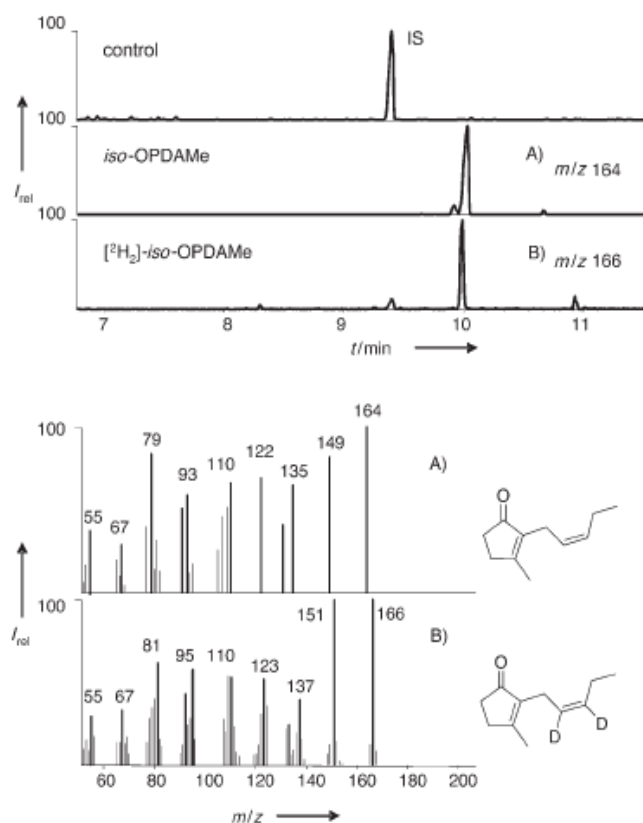 100
control
IS
100
iso-OPDAMe
A)
m/z 164
I rel
100
[²H₂]-iso-OPDAMe
B)
m/z 166
7 8 9 10 11
t/min
100
79
93
110
122
135
149
164
A)
55
67
O
100
I rel
151
166
B)
81
95
110
123
137
55
67
O
D
D
60 80 100 120 140 160 180 200
m/z